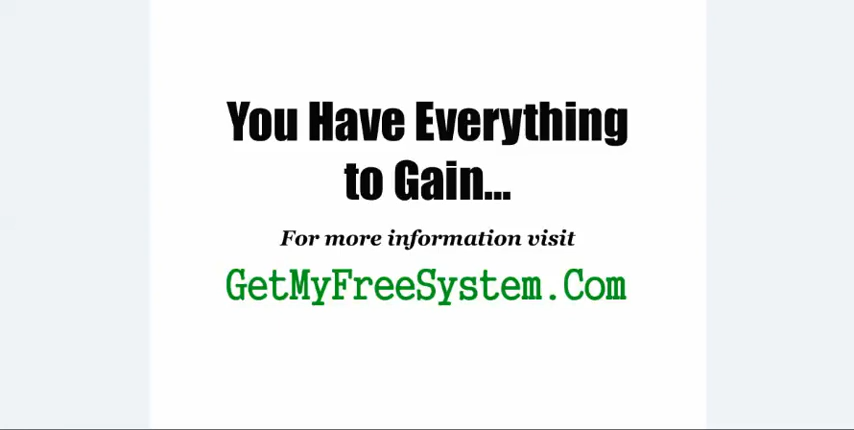 You Have Everything
to Gain...
For more information visit
GetMyFreeSystem.Com